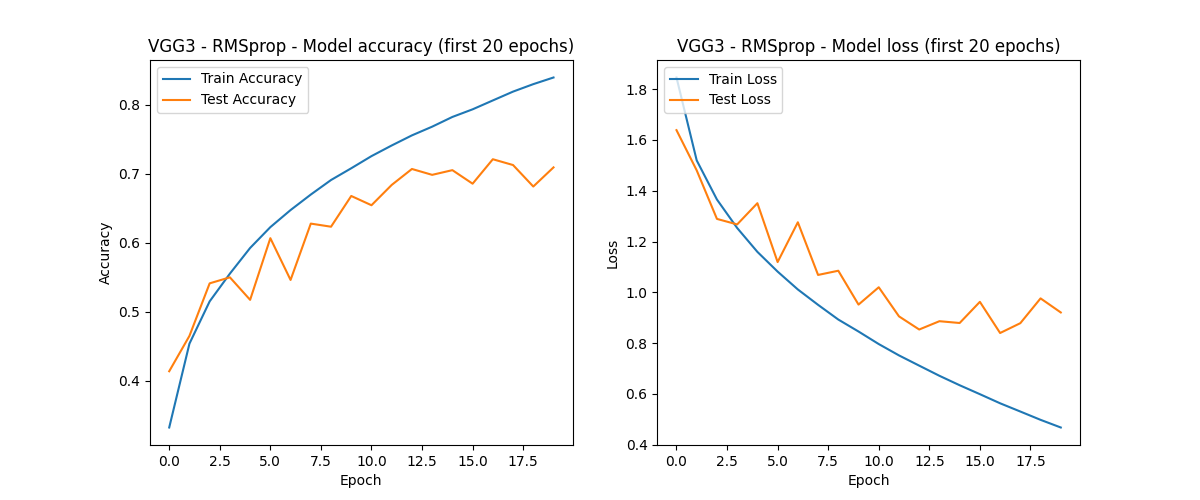 VGG3 - RMSprop - Model accuracy (first 20 epochs)
Train Accuracy
Test Accuracy
0.8
0.7
0.6
0.5
0.4
Accuracy
0.0 2.5 5.0 7.5 10.0 12.5 15.0 17.5
Epoch
VGG3 - RMSprop - Model loss (first 20 epochs)
Train Loss
Test Loss
1.8
1.6
1.4
1.2
1.0
0.8
0.6
0.4
Loss
0.0 2.5 5.0 7.5 10.0 12.5 15.0 17.5
Epoch